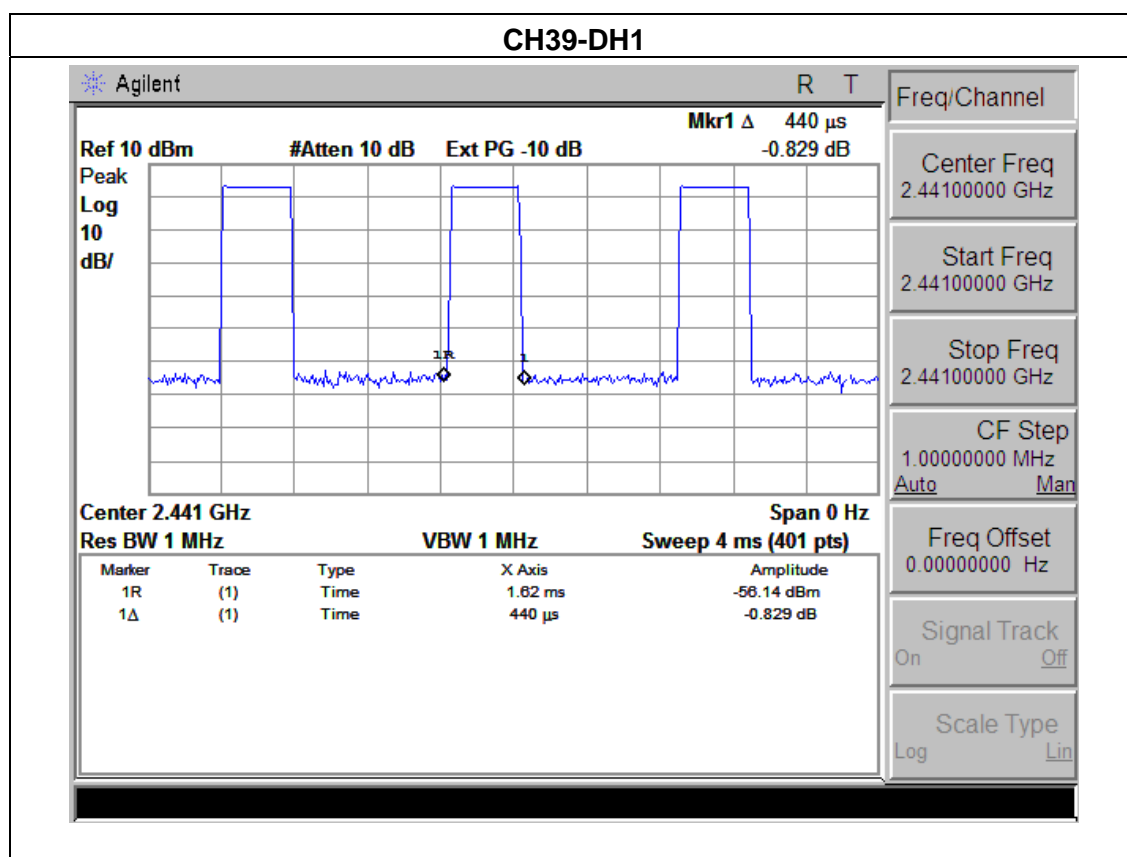 CH39-DH1
Agilent R T
Mkr1 Δ 440 μs
Ref 10 dBm #Atten 10 dB Ext PG -10 dB -0.829 dB
Peak
Log
10
dB/
1R
1
Center 2.441 GHz Span 0 Hz
Res BW 1 MHz VBW 1 MHz Sweep 4 ms (401 pts)
Marker Trace Type X Axis Amplitude
1R (1) Time 1.62 ms -56.14 dBm
1Δ (1) Time 440 μs -0.829 dB
Freq/Channel
Center Freq
2.44100000 GHz
Start Freq
2.44100000 GHz
Stop Freq
2.44100000 GHz
CF Step
1.00000000 MHz
Auto Man
Freq Offset
0.00000000 Hz
Signal Track
On Off
Scale Type
Log Lin